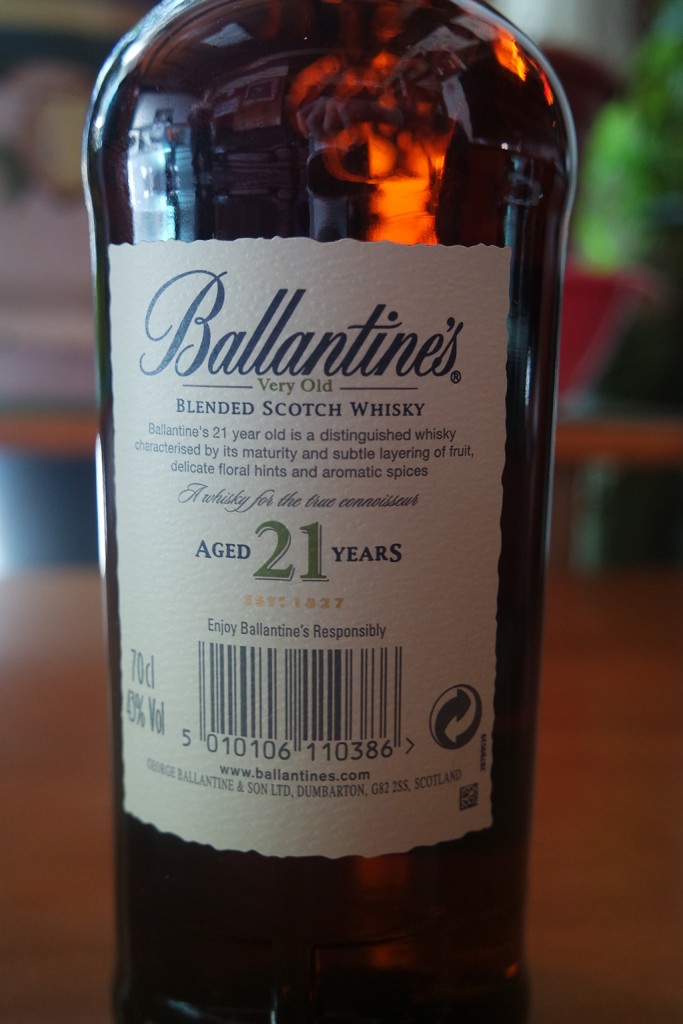 Ballantine's®
Very Old
BLENDED SCOTCH WHISKY
Ballantine's 21 year old is a distinguished whisky
characterised by its maturity and subtle layering of fruit,
delicate floral hints and aromatic spices
A whisky for the true connoisseur
AGED 21 YEARS
ESTD 1827
Enjoy Ballantine's Responsibly
70cl
43% Vol
5 010106 110386 >
www.ballantines.com
GEORGE BALLANTINE & SON LTD, DUMBARTON, G82 2SS, SCOTLAND